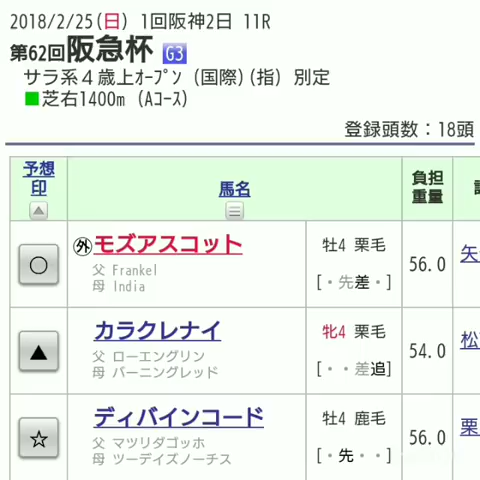 2018/2/25(日) 1回阪神2日 11R
第62回阪急杯 G3
サラ系4歳上オープン (国際)(指) 別定
芝右1400m (Aコース)
登録頭数：18頭
予想印 馬名 負担重量
○ 外 モズアスコット 牡4 栗毛 56.0 矢
父 Frankel
母 India [・先差・]
▲ カラクレナイ 牝4 栗毛 54.0 松
父 ローエングリン
母 バーニングレッド [・・差追]
☆ ディバインコード 牡4 鹿毛 56.0 栗
父 マツリダゴッホ
母 ツーデイズノーチス [・先・・]